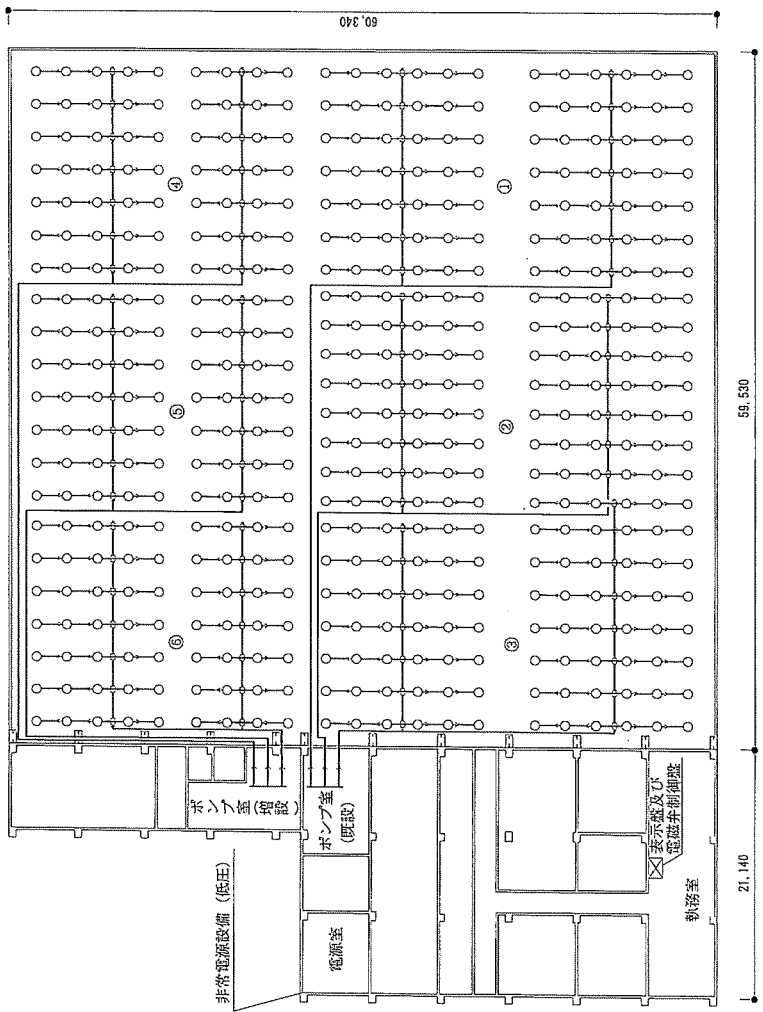 60,340
④
①
⑤
②
⑥
③
59,530
ポンプ室(増設)
ポンプ室
(既設)
表示盤及び
電磁弁制御盤
21,140
執務室
非常電源設備 (低圧)
電源室